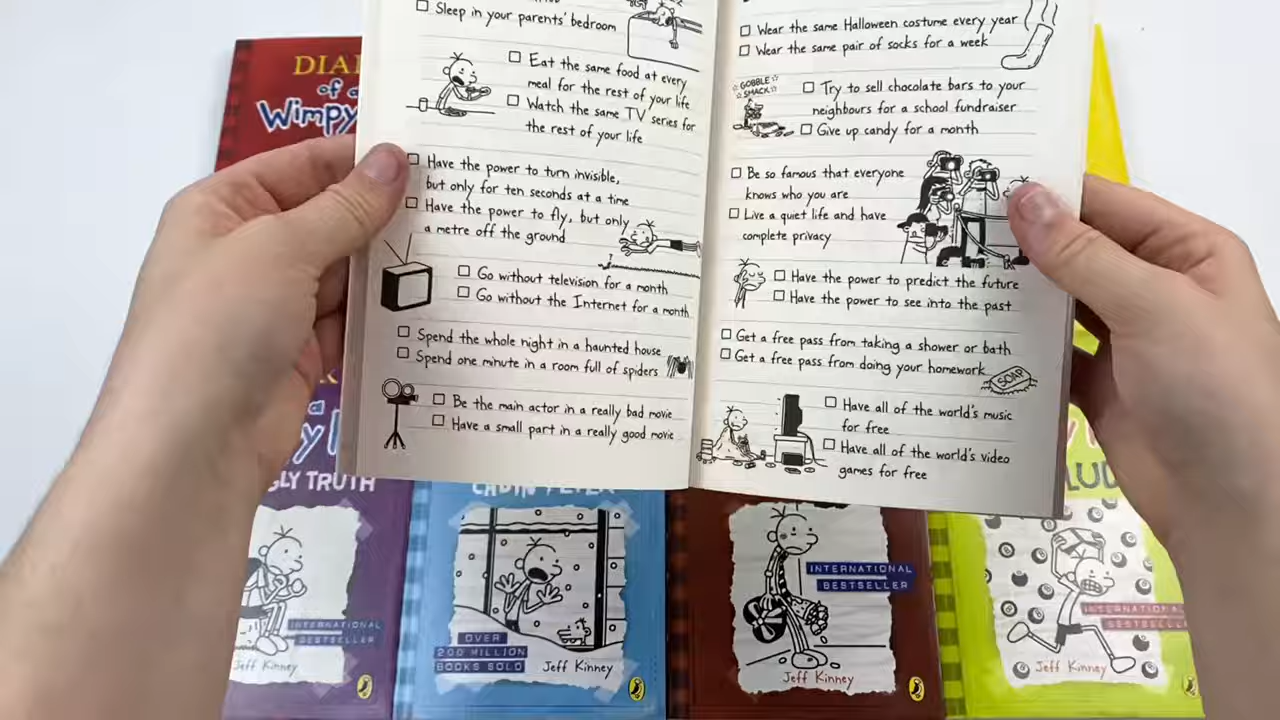 Sleep in your parents' bedroom
Eat the same food at every
meal for the rest of your life
Watch the same TV series for
the rest of your life
Have the power to turn invisible,
but only for ten seconds at a time
Have the power to fly, but only
a metre off the ground
Go without television for a month
Go without the Internet for a month
Spend the whole night in a haunted house
Spend one minute in a room full of spiders
Be the main actor in a really bad movie
Have a small part in a really good movie
Wear the same Halloween costume every year
Wear the same pair of socks for a week
GOBBLE
SMACK
Try to sell chocolate bars to your
neighbours for a school fundraiser
Give up candy for a month
Be so famous that everyone
knows who you are
Live a quiet life and have
complete privacy
Have the power to predict the future
Have the power to see into the past
Get a free pass from taking a shower or bath
Get a free pass from doing your homework
SOAP
Have all of the world's music
for free
Have all of the world's video
games for free
DIA
of a
Wimpy
GLY TRUTH
INTERNATIONAL
BESTSELLER
Jeff Kinney
CABIN FEVER
OVER
200 MILLION
BOOKS SOLD
Jeff Kinney
INTERNATIONAL
BESTSELLER
Jeff Kinney
LUC
INTERNATIONAL
BESTSELLER
Jeff Kinney